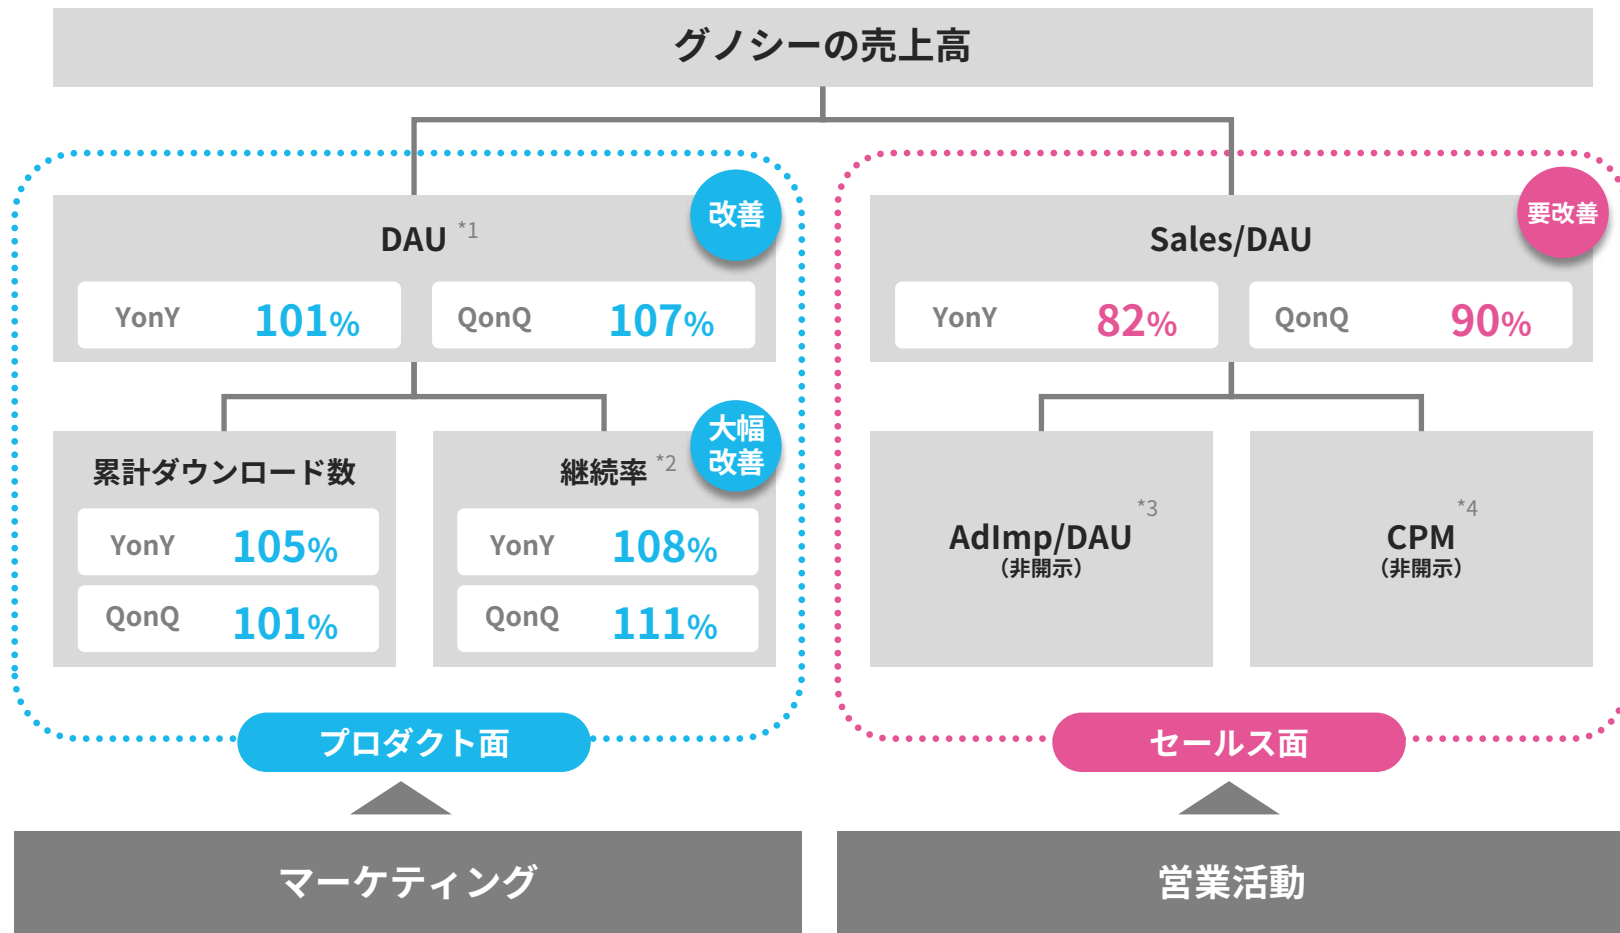 グノシーの売上高
DAU *1
改善
YonY 101%
QonQ 107%
累計ダウンロード数
YonY 105%
QonQ 101%
継続率 *2
大幅
改善
YonY 108%
QonQ 111%
プロダクト面
マーケティング
Sales/DAU
要改善
YonY 82%
QonQ 90%
AdImp/DAU *3
（非開示）
CPM *4
（非開示）
セールス面
営業活動